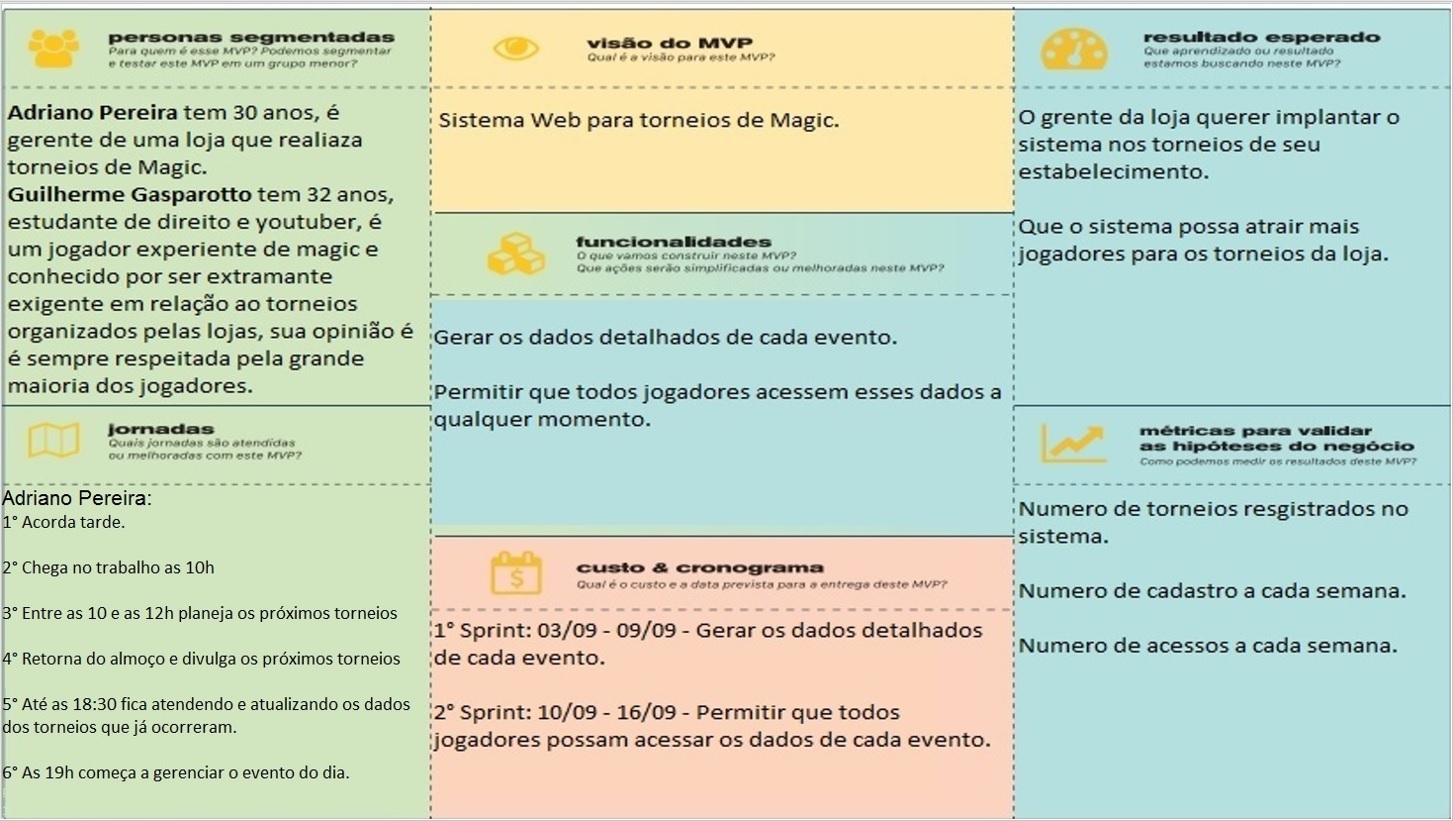 personas segmentadas
Para quem é esse MVP? Podemos segmentar
e testar este MVP em um grupo menor?
Adriano Pereira tem 30 anos, é
gerente de uma loja que realiaza
torneios de Magic.
Guilherme Gasparotto tem 32 anos,
estudante de direito e youtuber, é
um jogador experiente de magic e
conhecido por ser extramante
exigente em relação ao torneios
organizados pelas lojas, sua opinião é
é sempre respeitada pela grande
maioria dos jogadores.
jornadas
Quais jornadas são atendidas
ou melhoradas com este MVP?
Adriano Pereira:
1° Acorda tarde.
2° Chega no trabalho as 10h
3° Entre as 10 e as 12h planeja os próximos torneios
4° Retorna do almoço e divulga os próximos torneios
5° Até as 18:30 fica atendendo e atualizando os dados
dos torneios que já ocorreram.
6° As 19h começa a gerenciar o evento do dia.
visão do MVP
Qual é a visão para este MVP?
Sistema Web para torneios de Magic.
funcionalidades
O que vamos construir neste MVP?
Que ações serão simplificadas ou melhoradas neste MVP?
Gerar os dados detalhados de cada evento.
Permitir que todos jogadores acessem esses dados a
qualquer momento.
custo & cronograma
Qual é o custo e a data prevista para a entrega deste MVP?
1° Sprint: 03/09 - 09/09 - Gerar os dados detalhados
de cada evento.
2° Sprint: 10/09 - 16/09 - Permitir que todos
jogadores possam acessar os dados de cada evento.
resultado esperado
Que aprendizado ou resultado
estamos buscando neste MVP?
O grente da loja querer implantar o
sistema nos torneios de seu
estabelecimento.
Que o sistema possa atrair mais
jogadores para os torneios da loja.
métricas para validar
as hipóteses do negócio
Como podemos medir os resultados deste MVP?
Numero de torneios resgistrados no
sistema.
Numero de cadastro a cada semana.
Numero de acessos a cada semana.